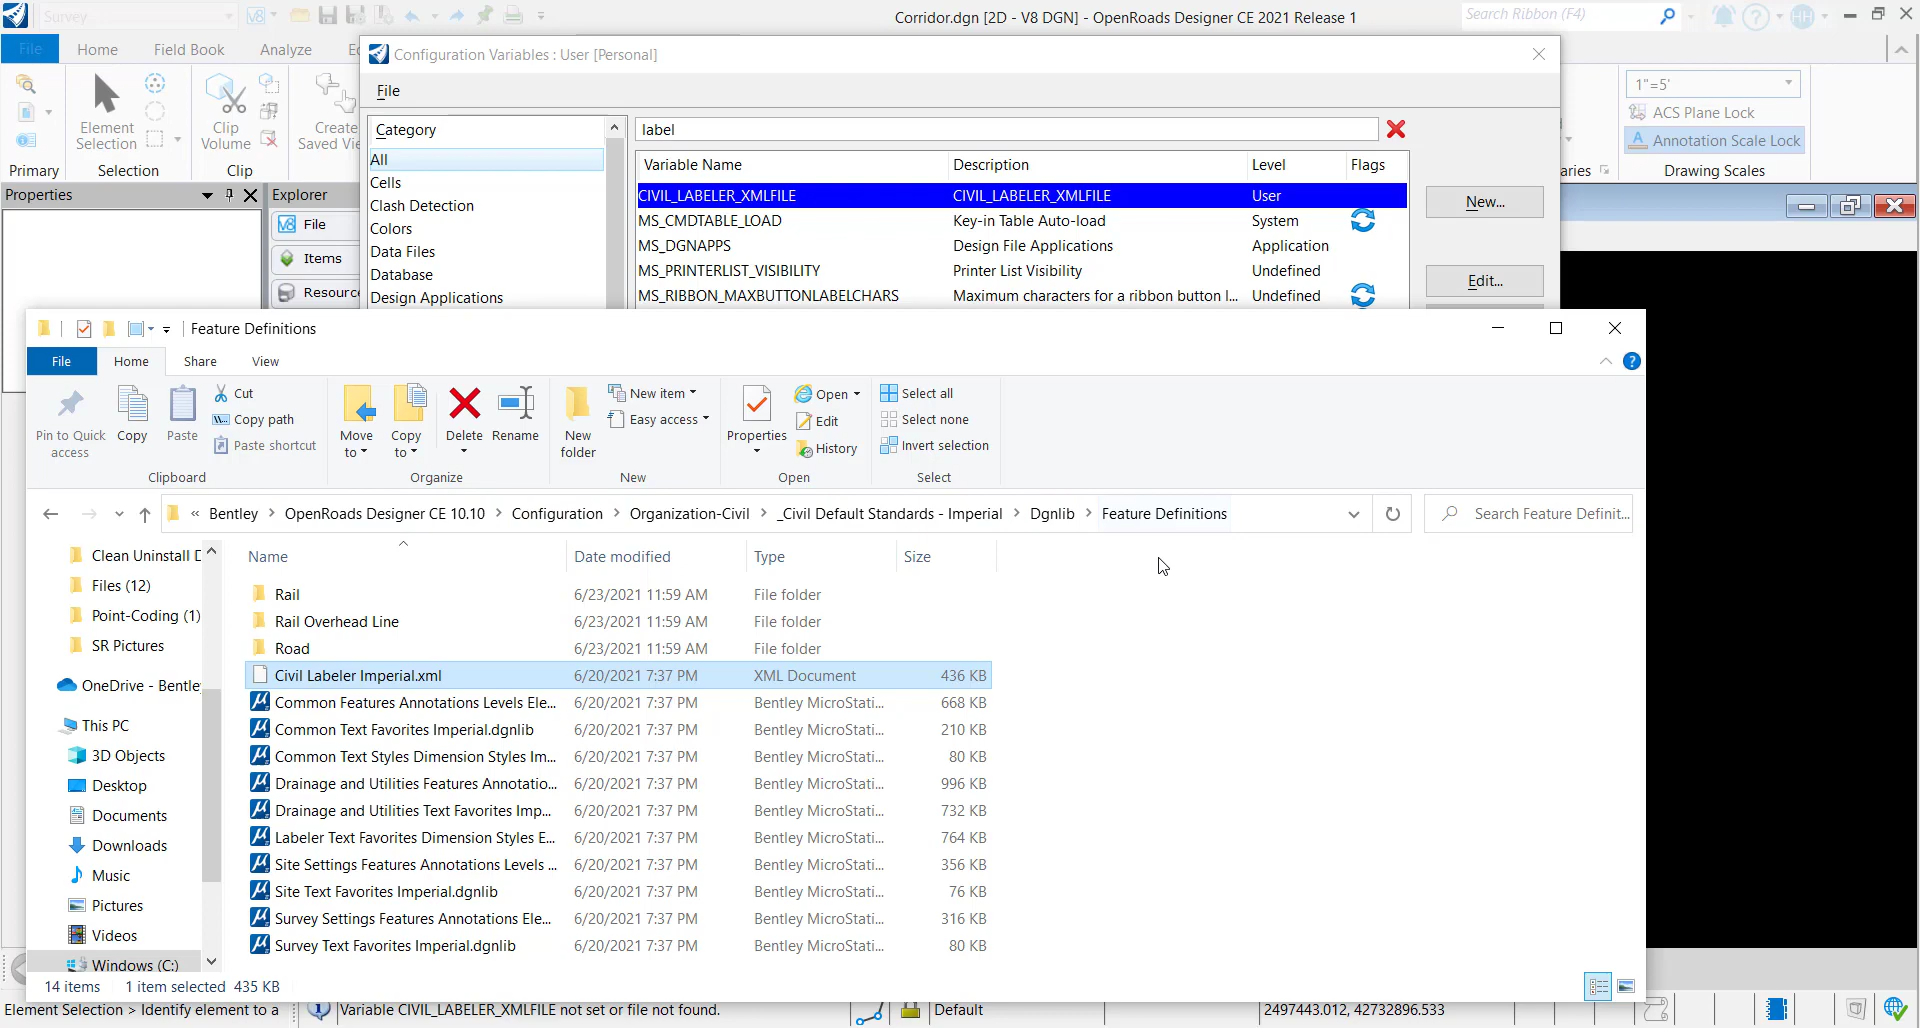 Survey
Corridor.dgn [2D - V8 DGN] - OpenRoads Designer CE 2021 Release 1
Search Ribbon (F4)
HH
File
Home
Field Book
Analyze
Configuration Variables : User [Personal]
File
1"=5'
ACS Plane Lock
Annotation Scale Lock
Drawing Scales
Element
Selection
Clip
Volume
Create
Saved Vie
Primary
Selection
Clip
aries
Properties
Explorer
File
Items
Resourc
Category
All
Cells
Clash Detection
Colors
Data Files
Database
Design Applications
label
Variable Name Description Level Flags
CIVIL_LABELER_XMLFILE CIVIL_LABELER_XMLFILE User
MS_CMDTABLE_LOAD Key-in Table Auto-load System
MS_DGNAPPS Design File Applications Application
MS_PRINTERLIST_VISIBILITY Printer List Visibility Undefined
MS_RIBBON_MAXBUTTONLABELCHARS Maximum characters for a ribbon button l... Undefined
New...
Edit...
Feature Definitions
File Home Share View
Pin to Quick
access
Copy
Paste
Cut
Copy path
Paste shortcut
Clipboard
Move
to
Copy
to
Delete
Rename
Organize
New
folder
New item
Easy access
New
Properties
Open
Edit
History
Open
Select all
Select none
Invert selection
Select
« Bentley > OpenRoads Designer CE 10.10 > Configuration > Organization-Civil > _Civil Default Standards - Imperial > Dgnlib > Feature Definitions
Search Feature Definit...
Clean Uninstall D
Files (12)
Point-Coding (1)
SR Pictures
OneDrive - Bentle
This PC
3D Objects
Desktop
Documents
Downloads
Music
Pictures
Videos
Windows (C:)
Name Date modified Type Size
Rail 6/23/2021 11:59 AM File folder
Rail Overhead Line 6/23/2021 11:59 AM File folder
Road 6/23/2021 11:59 AM File folder
Civil Labeler Imperial.xml 6/20/2021 7:37 PM XML Document 436 KB
Common Features Annotations Levels Ele... 6/20/2021 7:37 PM Bentley MicroStati... 668 KB
Common Text Favorites Imperial.dgnlib 6/20/2021 7:37 PM Bentley MicroStati... 210 KB
Common Text Styles Dimension Styles Im... 6/20/2021 7:37 PM Bentley MicroStati... 80 KB
Drainage and Utilities Features Annotatio... 6/20/2021 7:37 PM Bentley MicroStati... 996 KB
Drainage and Utilities Text Favorites Imp... 6/20/2021 7:37 PM Bentley MicroStati... 732 KB
Labeler Text Favorites Dimension Styles E... 6/20/2021 7:37 PM Bentley MicroStati... 764 KB
Site Settings Features Annotations Levels ... 6/20/2021 7:37 PM Bentley MicroStati... 356 KB
Site Text Favorites Imperial.dgnlib 6/20/2021 7:37 PM Bentley MicroStati... 76 KB
Survey Settings Features Annotations Ele... 6/20/2021 7:37 PM Bentley MicroStati... 316 KB
Survey Text Favorites Imperial.dgnlib 6/20/2021 7:37 PM Bentley MicroStati... 80 KB
14 items 1 item selected 435 KB
Element Selection > Identify element to a
Variable CIVIL_LABELER_XMLFILE not set or file not found.
Default
2497443.012, 42732896.533